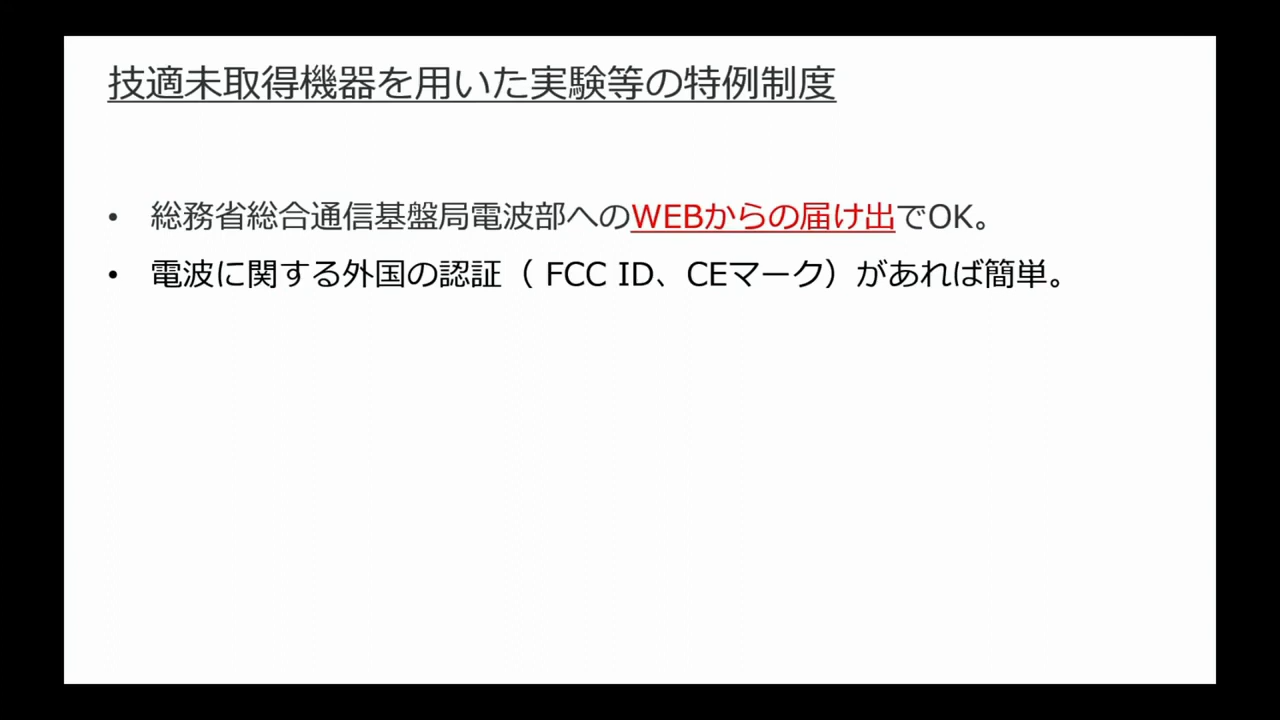 技適未取得機器を用いた実験等の特例制度
• 総務省総合通信基盤局電波部へのWEBからの届け出でOK。
• 電波に関する外国の認証（ FCC ID、CEマーク）があれば簡単。